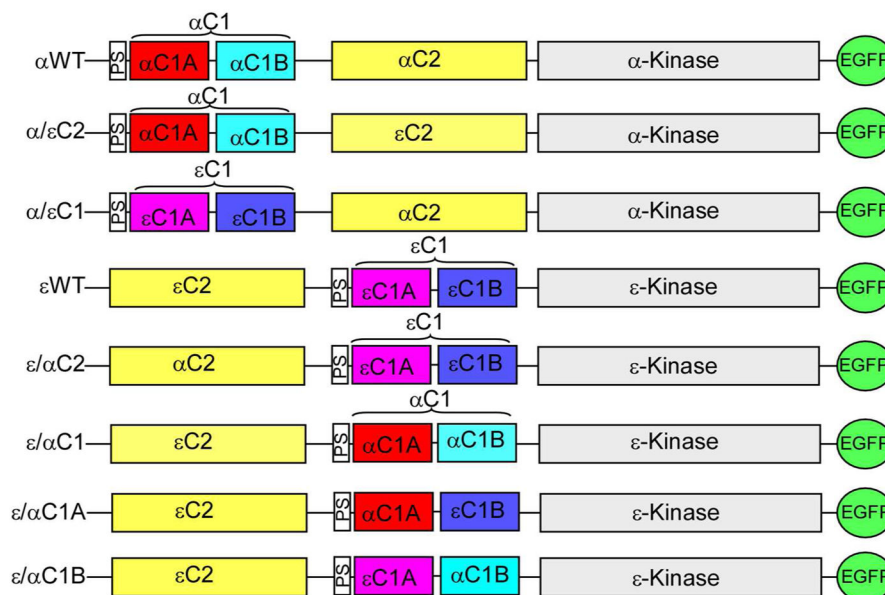 αC1
αWT PS αC1A αC1B αC2 α-Kinase EGFP
αC1
α/εC2 PS αC1A αC1B εC2 α-Kinase EGFP
εC1
α/εC1 PS εC1A εC1B αC2 α-Kinase EGFP
εC1
εWT εC2 PS εC1A εC1B ε-Kinase EGFP
εC1
ε/αC2 αC2 PS εC1A εC1B ε-Kinase EGFP
αC1
ε/αC1 εC2 PS αC1A αC1B ε-Kinase EGFP
ε/αC1A εC2 PS αC1A εC1B ε-Kinase EGFP
ε/αC1B εC2 PS εC1A αC1B ε-Kinase EGFP